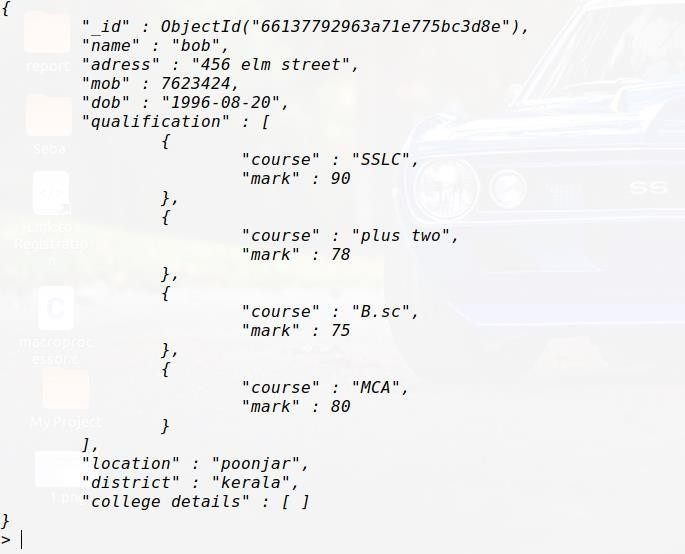 {
"_id" : ObjectId("66137792963a71e775bc3d8e"),
"name" : "bob",
"adress" : "456 elm street",
"mob" : 7623424,
"dob" : "1996-08-20",
"qualification" : [
{
"course" : "SSLC",
"mark" : 90
},
{
"course" : "plus two",
"mark" : 78
},
{
"course" : "B.sc",
"mark" : 75
},
{
"course" : "MCA",
"mark" : 80
}
],
"location" : "poonjar",
"district" : "kerala",
"college details" : [ ]
}
>
report
Seba
Link to
Registratio
n
C
macroproc
essor.c
My Project
1.png
SS